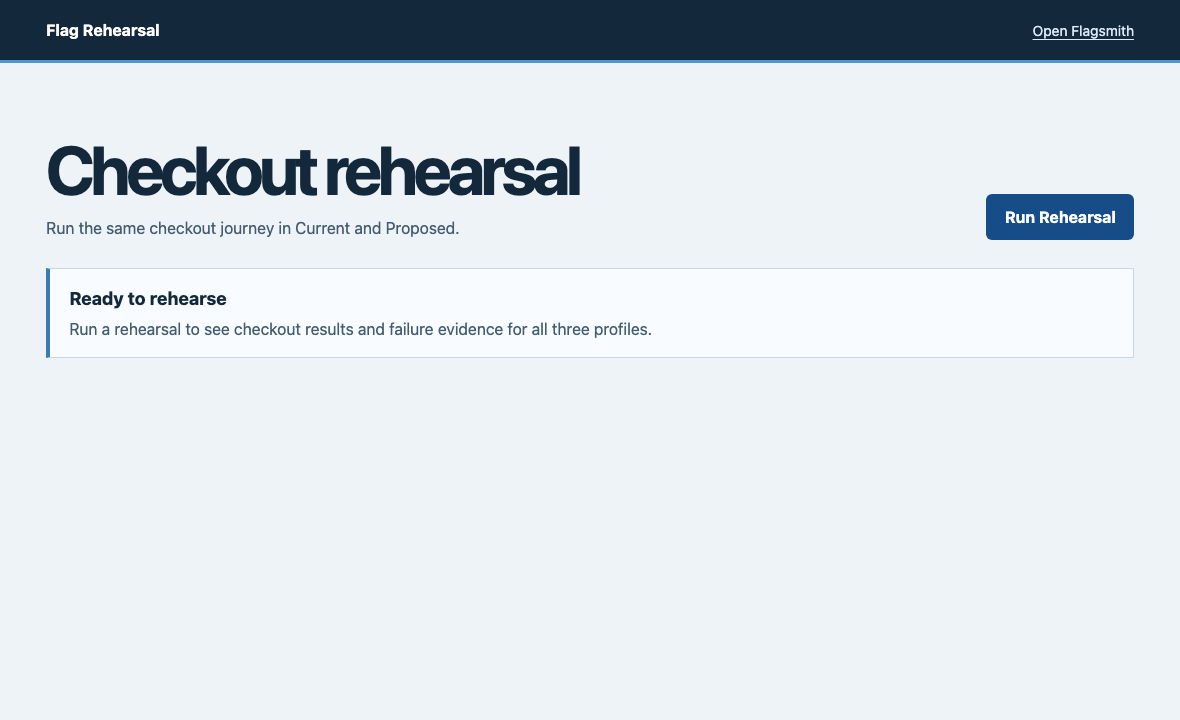 Flag Rehearsal
Open Flagsmith
Checkout rehearsal
Run the same checkout journey in Current and Proposed.
Run Rehearsal
Ready to rehearse
Run a rehearsal to see checkout results and failure evidence for all three profiles.